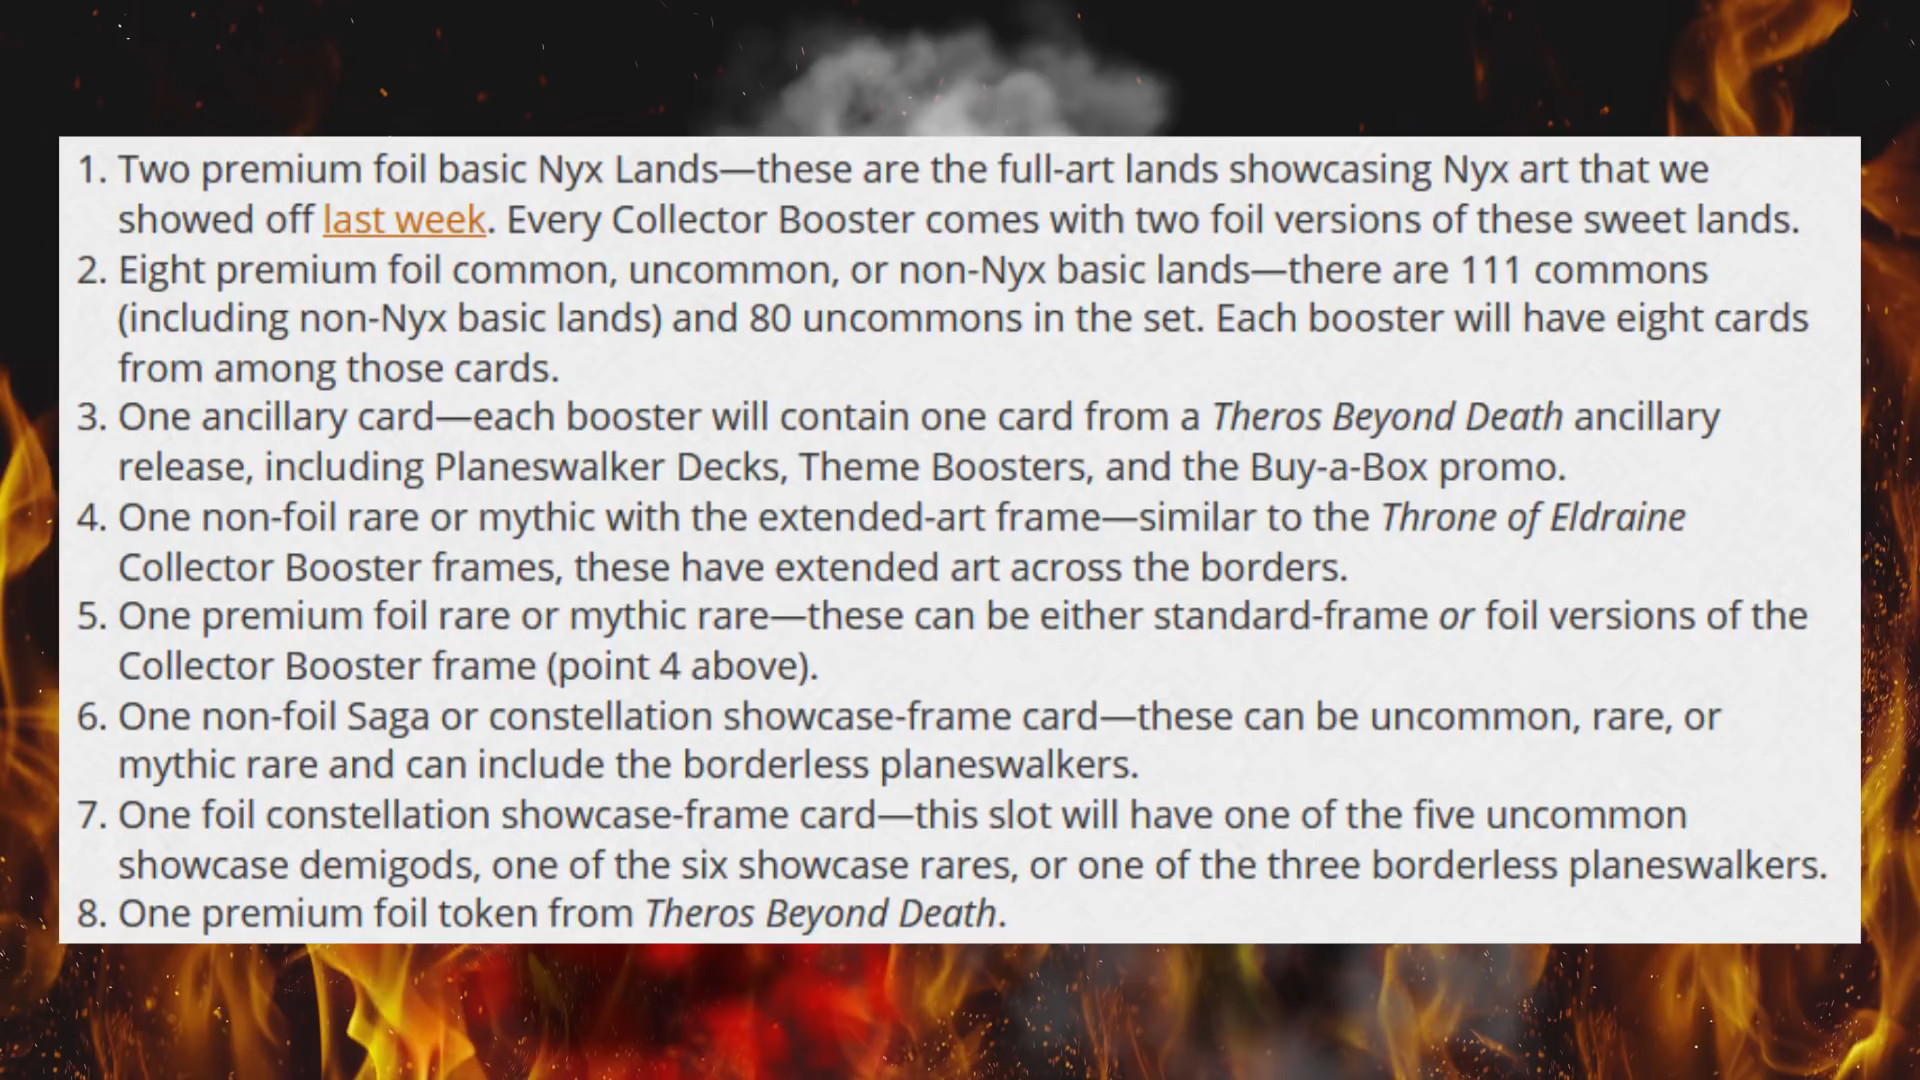 1. Two premium foil basic Nyx Lands—these are the full-art lands showcasing Nyx art that we
showed off last week. Every Collector Booster comes with two foil versions of these sweet lands.
2. Eight premium foil common, uncommon, or non-Nyx basic lands—there are 111 commons
(including non-Nyx basic lands) and 80 uncommons in the set. Each booster will have eight cards
from among those cards.
3. One ancillary card—each booster will contain one card from a Theros Beyond Death ancillary
release, including Planeswalker Decks, Theme Boosters, and the Buy-a-Box promo.
4. One non-foil rare or mythic with the extended-art frame—similar to the Throne of Eldraine
Collector Booster frames, these have extended art across the borders.
5. One premium foil rare or mythic rare—these can be either standard-frame or foil versions of the
Collector Booster frame (point 4 above).
6. One non-foil Saga or constellation showcase-frame card—these can be uncommon, rare, or
mythic rare and can include the borderless planeswalkers.
7. One foil constellation showcase-frame card—this slot will have one of the five uncommon
showcase demigods, one of the six showcase rares, or one of the three borderless planeswalkers.
8. One premium foil token from Theros Beyond Death.